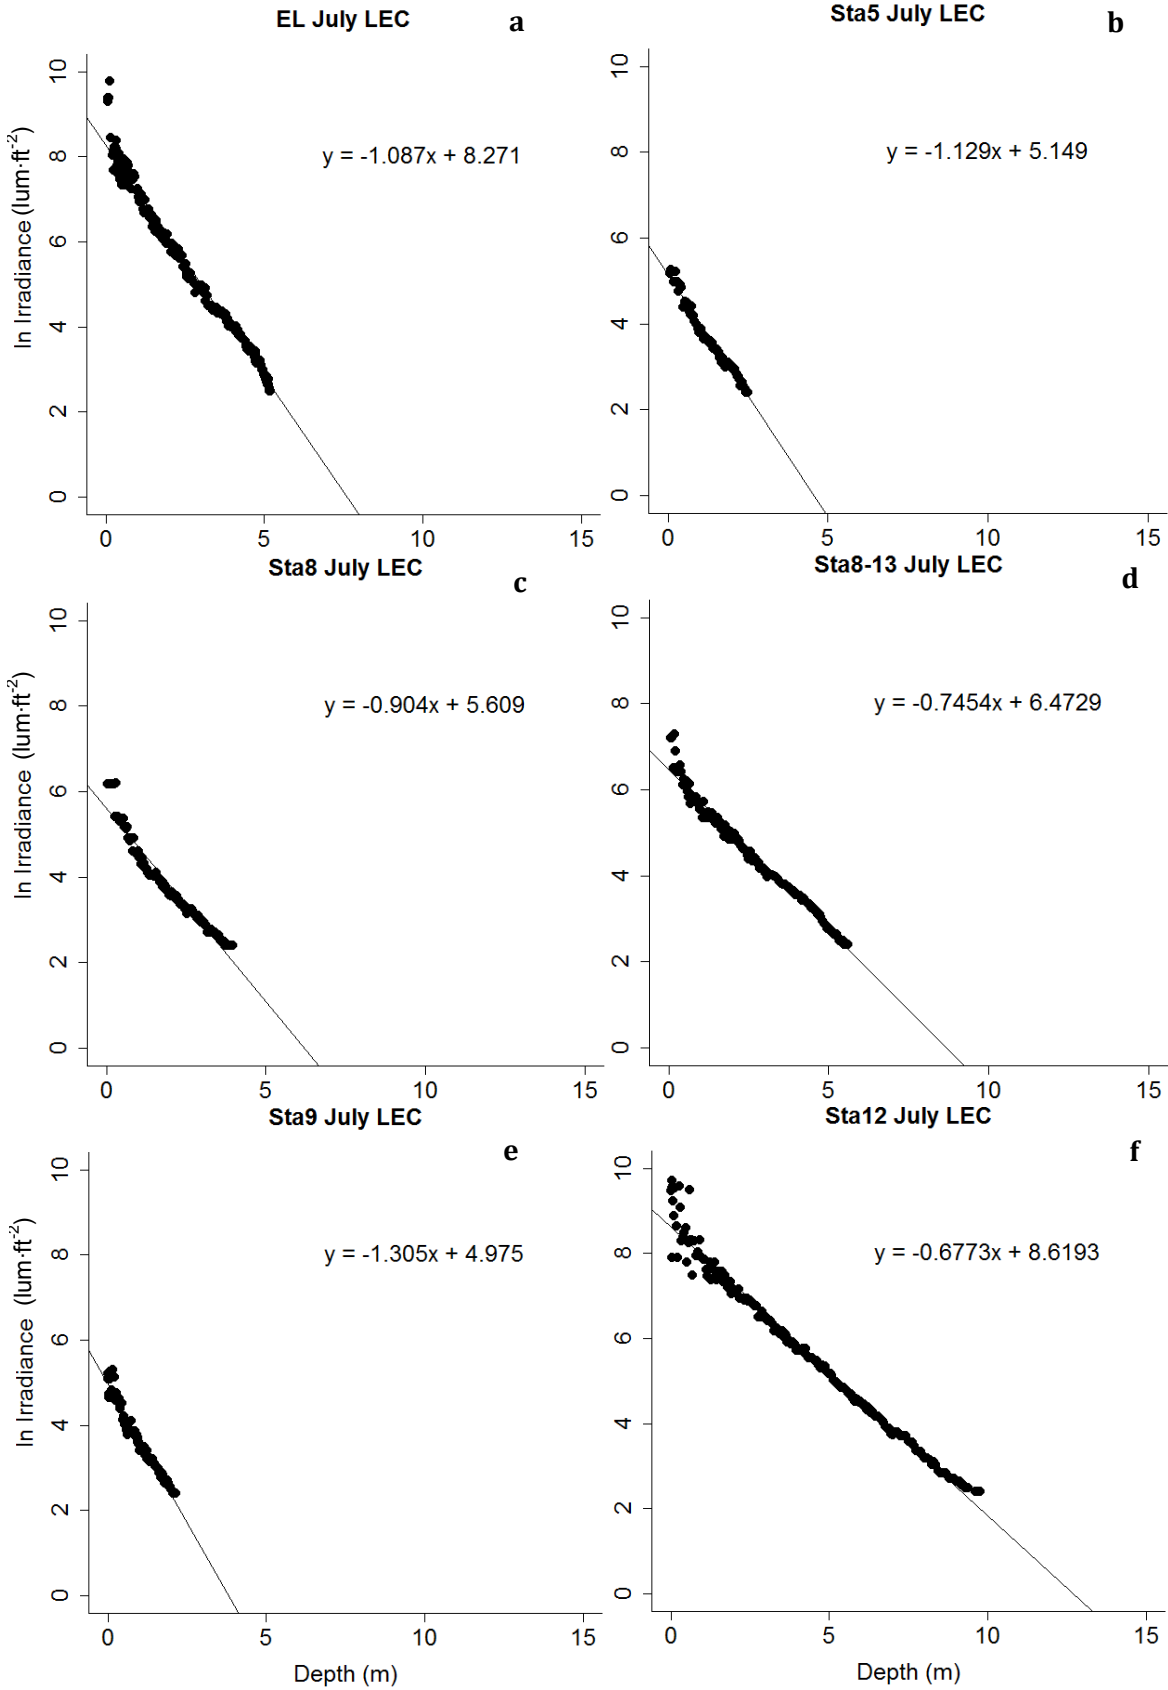 EL July LEC
a
ln Irradiance (lum·ft-2)
y = -1.087x + 8.271
10
8
6
4
2
0
0 5 10 15
Sta5 July LEC
b
y = -1.129x + 5.149
10
8
6
4
2
0
0 5 10 15
Sta8 July LEC
c
ln Irradiance (lum·ft-2)
y = -0.904x + 5.609
10
8
6
4
2
0
0 5 10 15
Sta8-13 July LEC
d
y = -0.7454x + 6.4729
10
8
6
4
2
0
0 5 10 15
Sta9 July LEC
e
ln Irradiance (lum·ft-2)
y = -1.305x + 4.975
10
8
6
4
2
0
0 5 10 15
Depth (m)
Sta12 July LEC
f
y = -0.6773x + 8.6193
10
8
6
4
2
0
0 5 10 15
Depth (m)